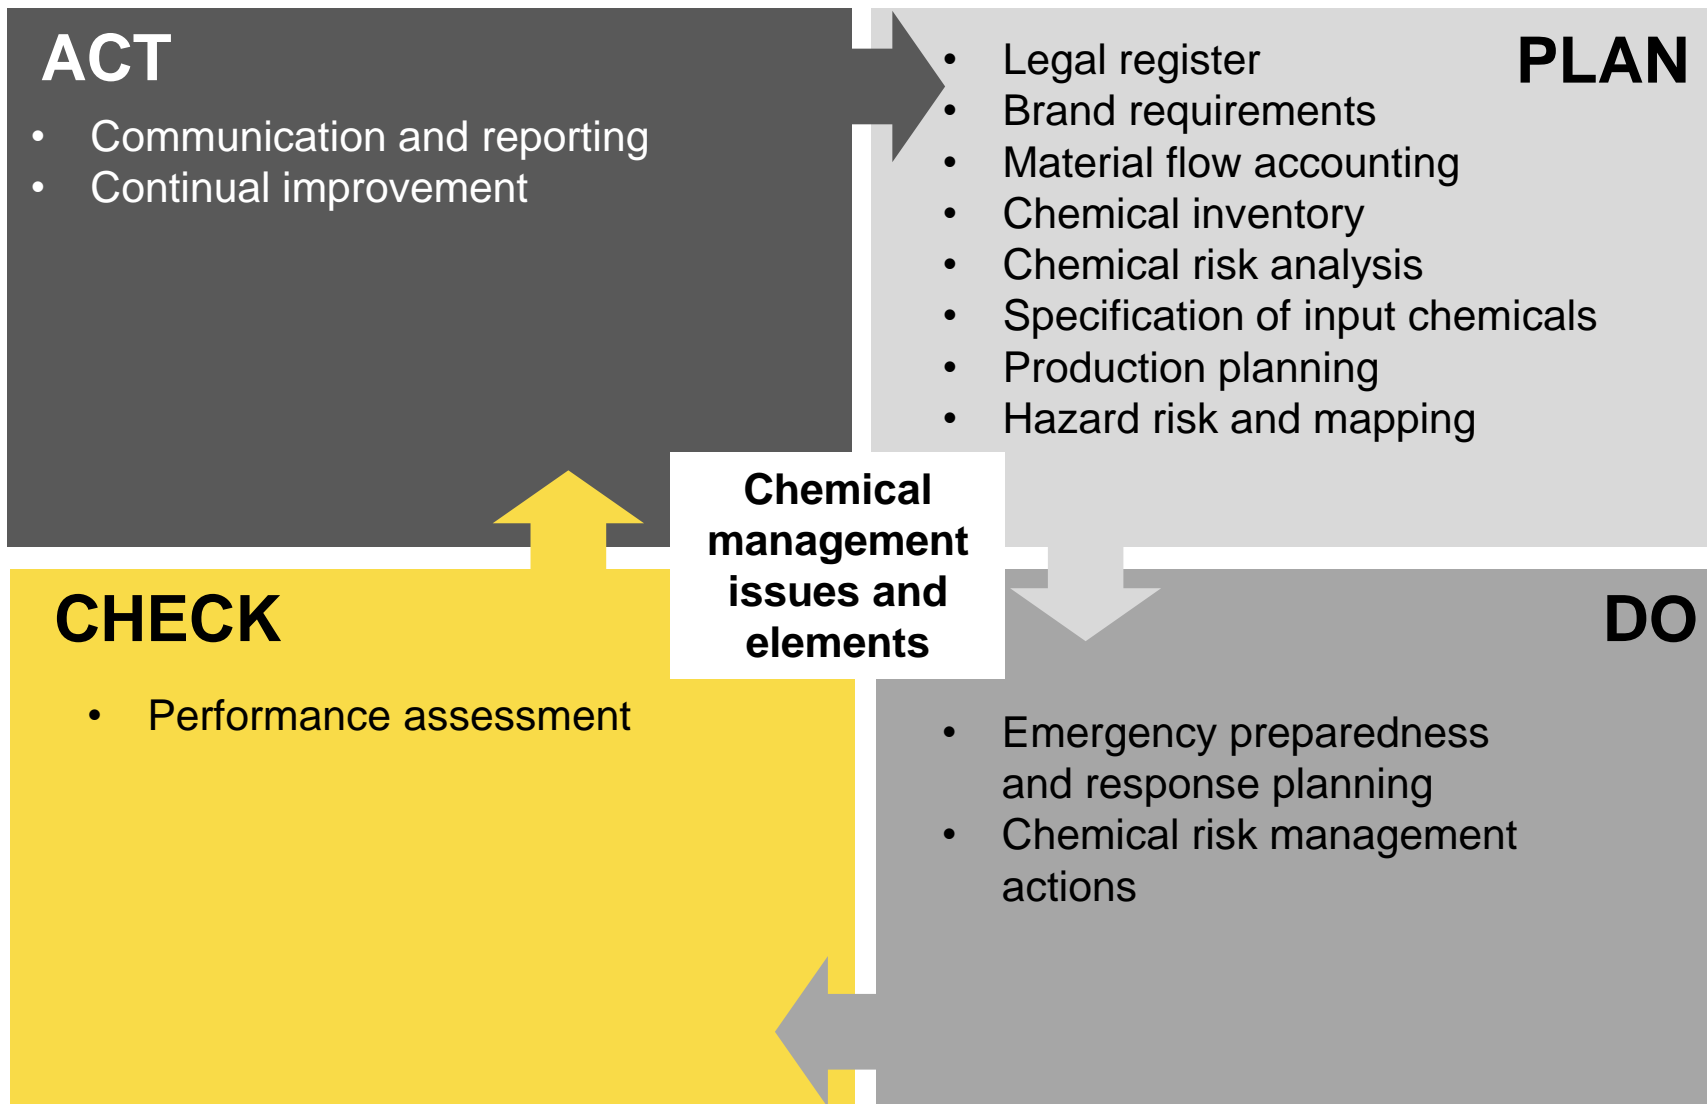 ACT
• Communication and reporting
• Continual improvement
PLAN
• Legal register
• Brand requirements
• Material flow accounting
• Chemical inventory
• Chemical risk analysis
• Specification of input chemicals
• Production planning
• Hazard risk and mapping
Chemical
management
issues and
elements
CHECK
• Performance assessment
DO
• Emergency preparedness
and response planning
• Chemical risk management
actions